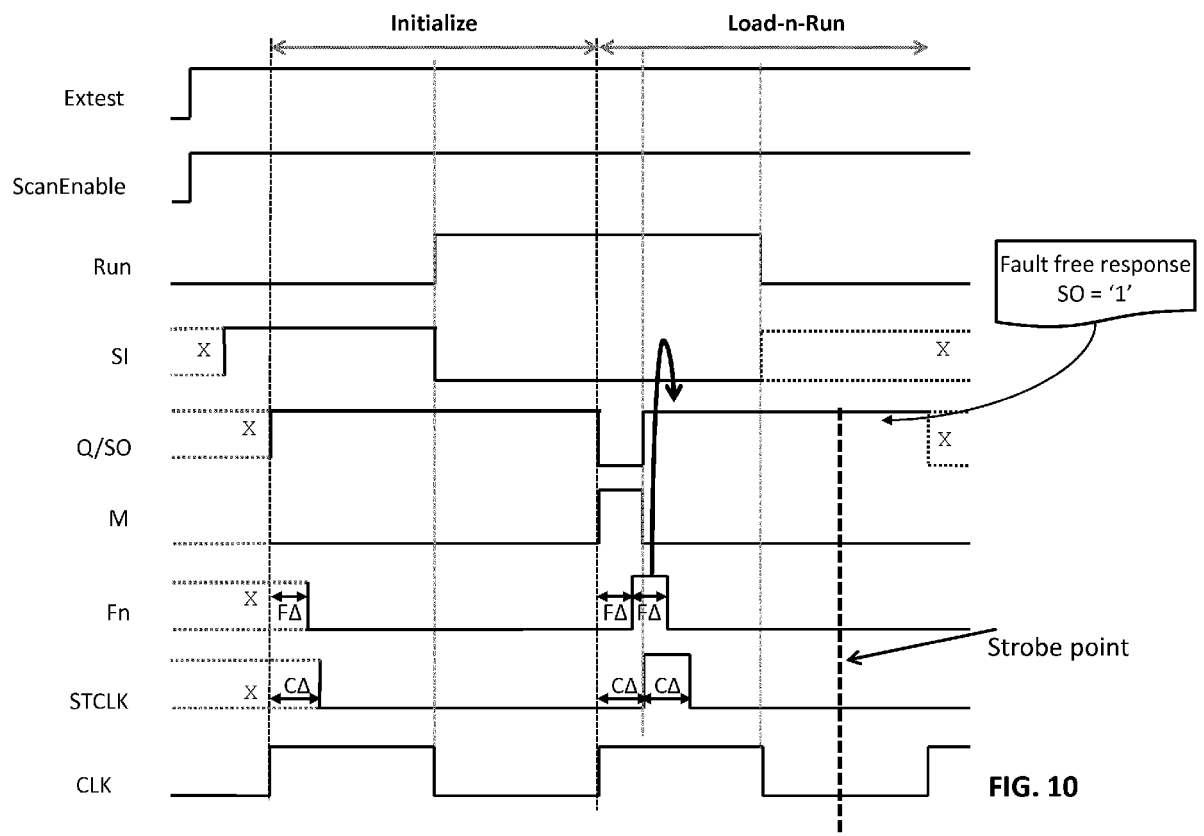 Initialize
Load-n-Run
Extest
ScanEnable
Run
Fault free response
SO = ‘1’
SI
X
X
Q/SO
X
X
M
Fn
X
FΔ
FΔ
FΔ
Strobe point
STCLK
X
CΔ
CΔ
CΔ
CLK
FIG. 10